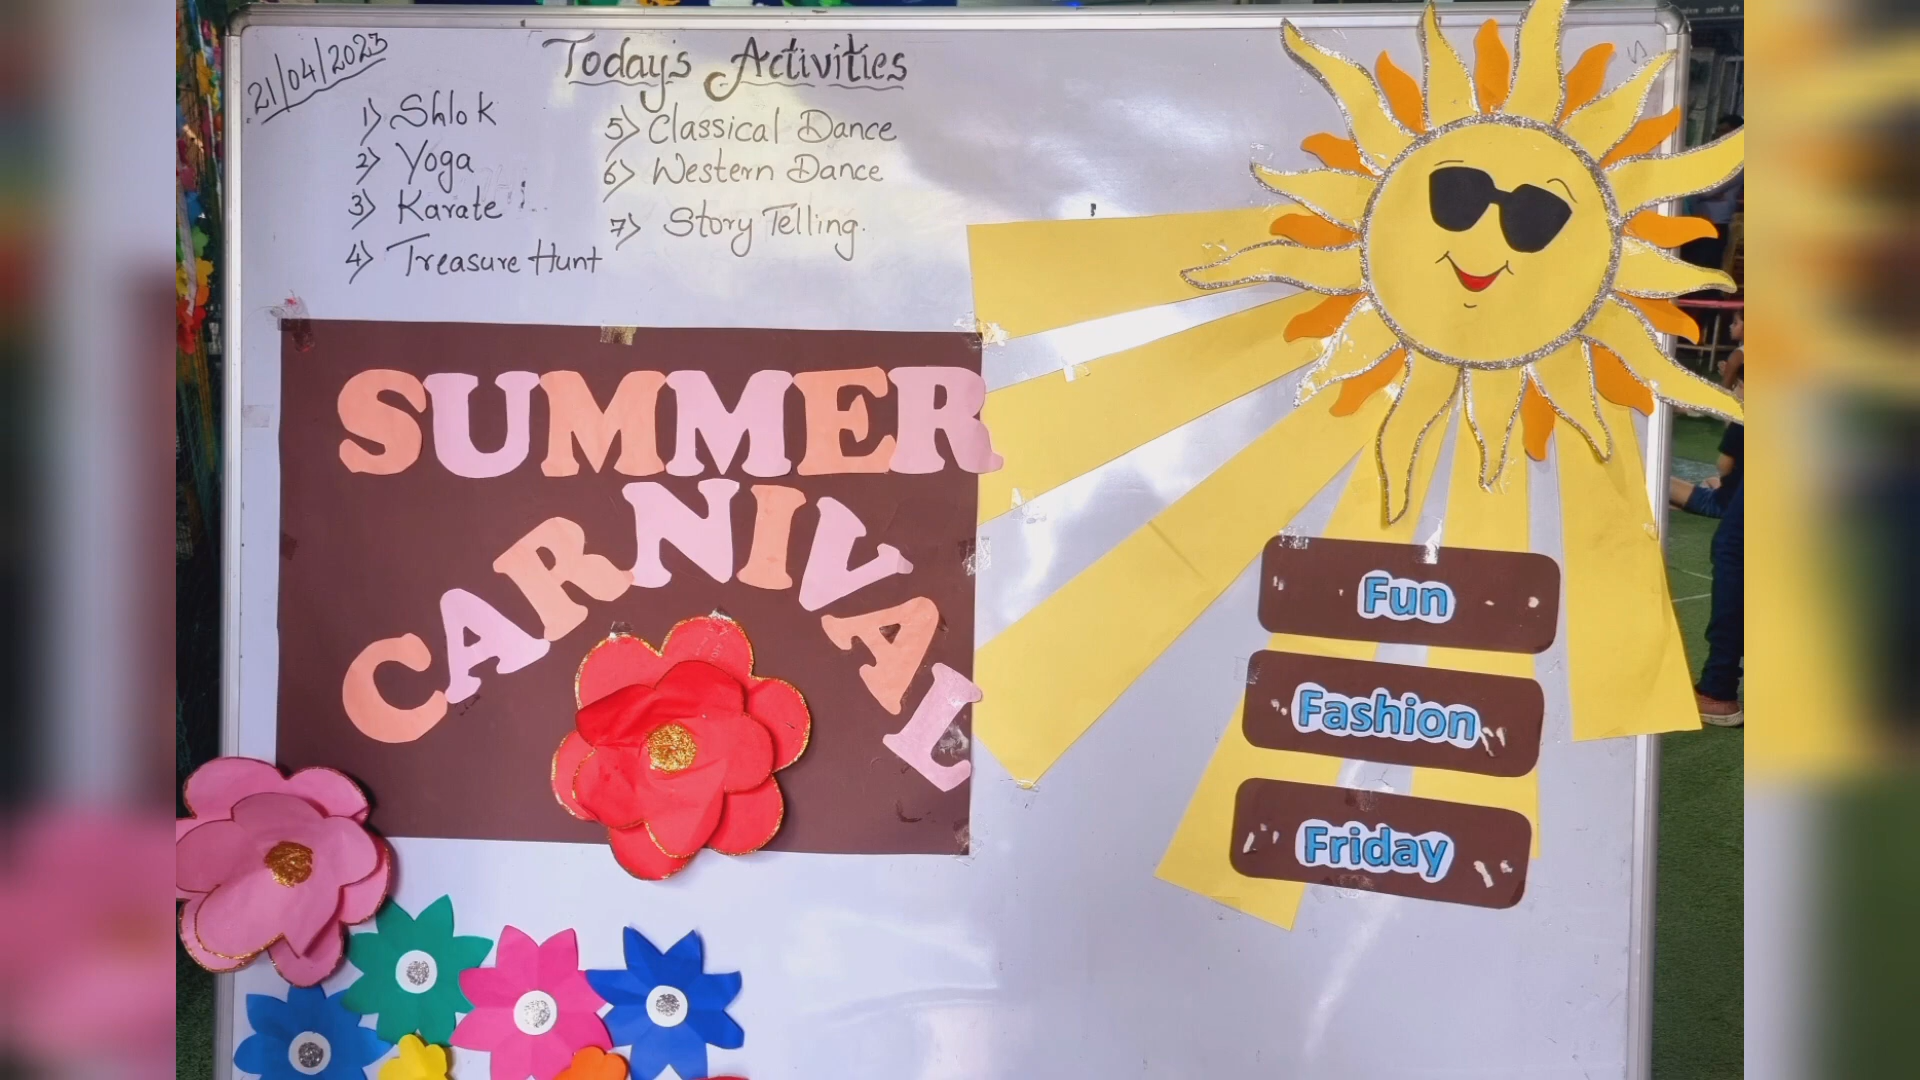 21/04/2023
Today's Activities
1) Shlok
2) Yoga
3) Karate
4) Treasure Hunt
5) Classical Dance
6) Western Dance
7) Story Telling.
SUMMER
CARNIVAL
Fun
Fashion
Friday